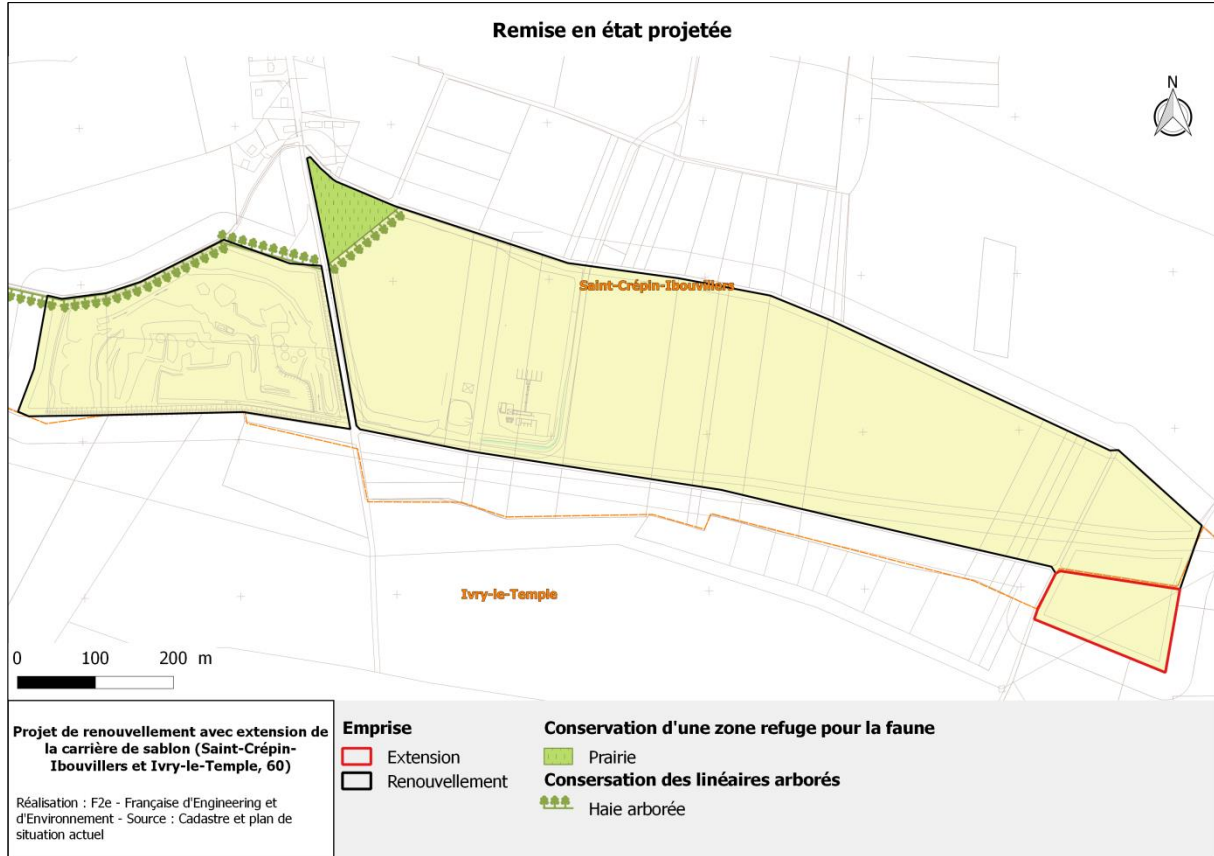 Remise en état projetée
N
Saint-Crépin-Ibouvillers
Ivry-le-Temple
0 100 200 m
Projet de renouvellement avec extension de
la carrière de sablon (Saint-Crépin-
Ibouvillers et Ivry-le-Temple, 60)
Réalisation : F2e - Française d'Engineering et
d'Environnement - Source : Cadastre et plan de
situation actuel
Emprise
Extension
Renouvellement
Conservation d'une zone refuge pour la faune
Prairie
Consersation des linéaires arborés
Haie arborée